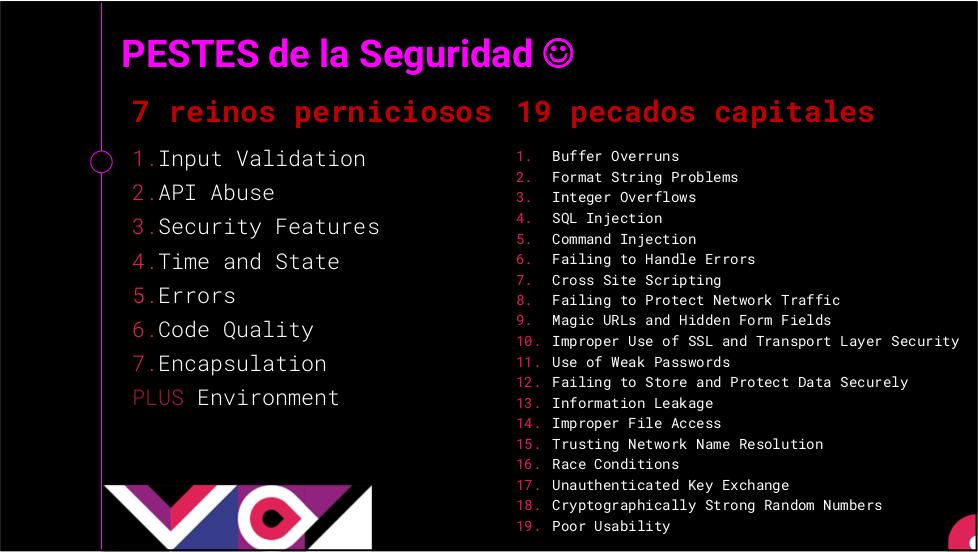 PESTES de la Seguridad ☺
7 reinos perniciosos
1.Input Validation
2.API Abuse
3.Security Features
4.Time and State
5.Errors
6.Code Quality
7.Encapsulation
PLUS Environment
19 pecados capitales
1. Buffer Overruns
2. Format String Problems
3. Integer Overflows
4. SQL Injection
5. Command Injection
6. Failing to Handle Errors
7. Cross Site Scripting
8. Failing to Protect Network Traffic
9. Magic URLs and Hidden Form Fields
10. Improper Use of SSL and Transport Layer Security
11. Use of Weak Passwords
12. Failing to Store and Protect Data Securely
13. Information Leakage
14. Improper File Access
15. Trusting Network Name Resolution
16. Race Conditions
17. Unauthenticated Key Exchange
18. Cryptographically Strong Random Numbers
19. Poor Usability